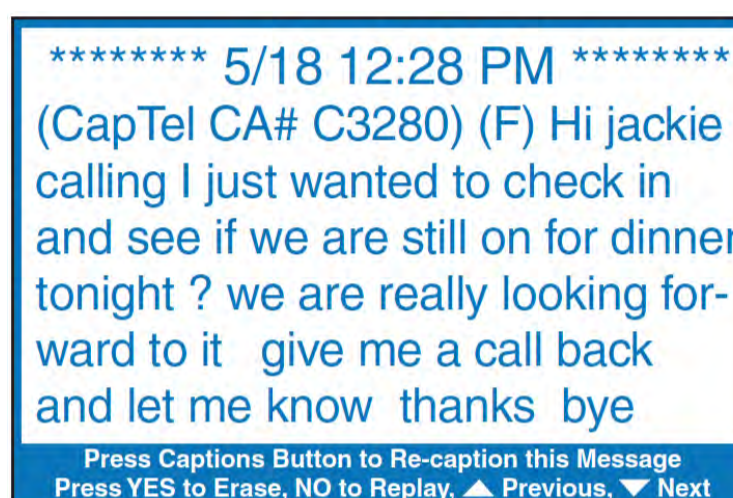 ******** 5/18 12:28 PM ********
(CapTel CA# C3280) (F) Hi jackie
calling I just wanted to check in
and see if we are still on for dinner
tonight ? we are really looking for-
ward to it   give me a call back
and let me know  thanks  bye
Press Captions Button to Re-caption this Message
Press YES to Erase, NO to Replay, ▲ Previous, ▼ Next